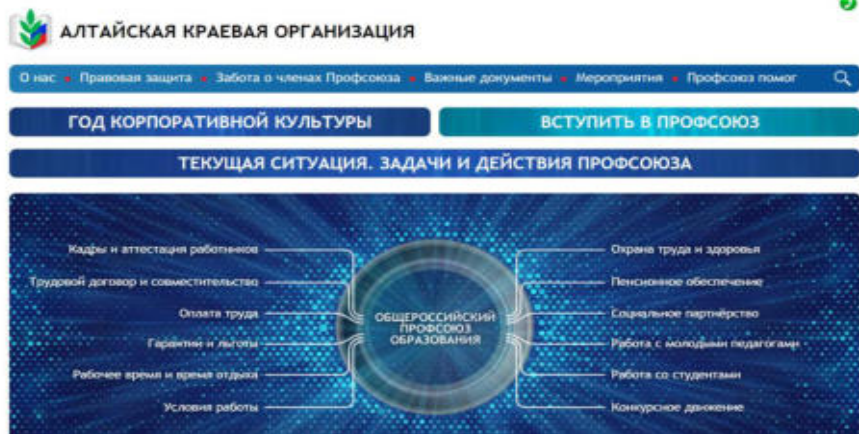 АЛТАЙСКАЯ КРАЕВАЯ ОРГАНИЗАЦИЯ
О нас Правовая защита Забота о членах Профсоюза Важные документы Мероприятия Профсоюз помог
ГОД КОРПОРАТИВНОЙ КУЛЬТУРЫ
ВСТУПИТЬ В ПРОФСОЮЗ
ТЕКУЩАЯ СИТУАЦИЯ. ЗАДАЧИ И ДЕЙСТВИЯ ПРОФСОЮЗА
Кадры и аттестация работников
Трудовой договор и совместительство
Оплата труда
Гарантии и льготы
Рабочее время и время отдыха
Условия работы
ОБЩЕРОССИЙСКИЙ
ПРОФСОЮЗ
ОБРАЗОВАНИЯ
Охрана труда и здоровья
Пенсионное обеспечение
Социальное партнёрство
Работа с молодыми педагогами
Работа со студентами
Конкурсное движение